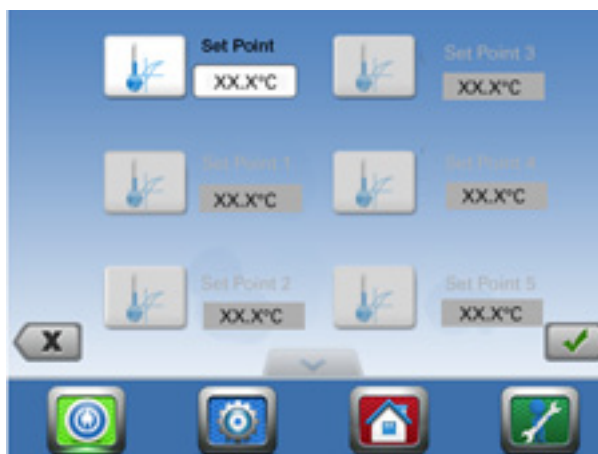 Set Point
XX.X°C
Set Point 3
XX.X°C
Set Point 1
XX.X°C
Set Point 4
XX.X°C
Set Point 2
XX.X°C
Set Point 5
XX.X°C
X